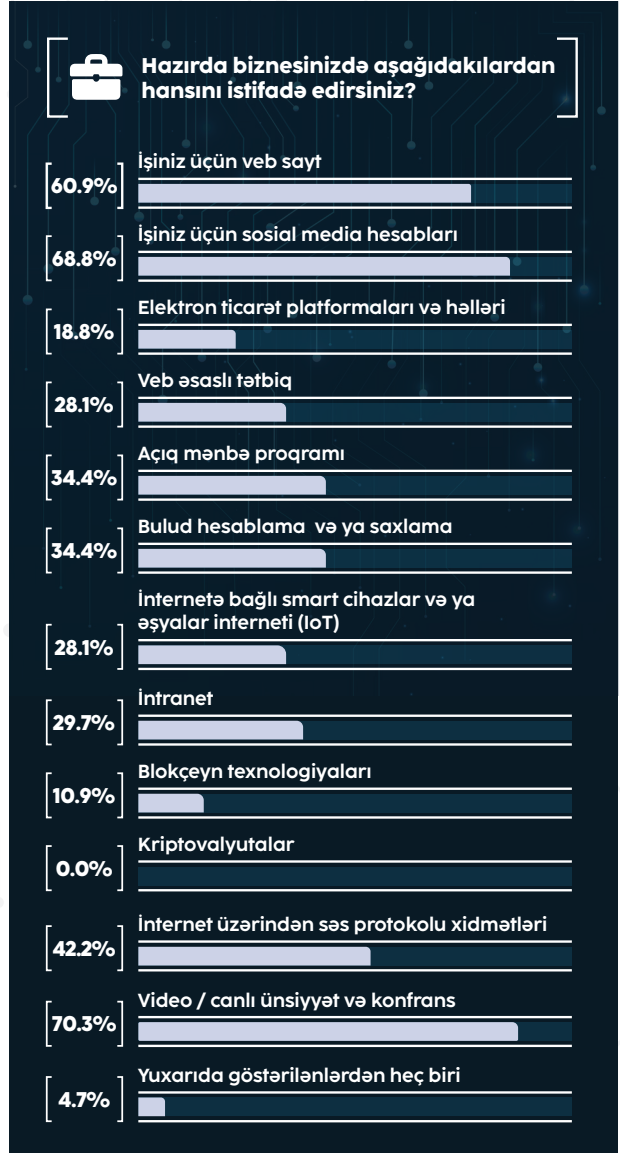 Hazırda biznesinizdə aşağıdakılardan
hansını istifadə edirsiniz?
İşiniz üçün veb sayt
60.9%
İşiniz üçün sosial media hesabları
68.8%
Elektron ticarət platformaları və həlləri
18.8%
Veb əsaslı tətbiq
28.1%
Açıq mənbə proqramı
34.4%
Bulud hesablama və ya saxlama
34.4%
İnternetə bağlı smart cihazlar və ya
əşyalar interneti (IoT)
28.1%
İntranet
29.7%
Blokçeyn texnologiyaları
10.9%
Kriptovalyutalar
0.0%
İnternet üzərindən səs protokolu xidmətləri
42.2%
Video / canlı ünsiyyət və konfrans
70.3%
Yuxarıda göstərilənlərdən heç biri
4.7%